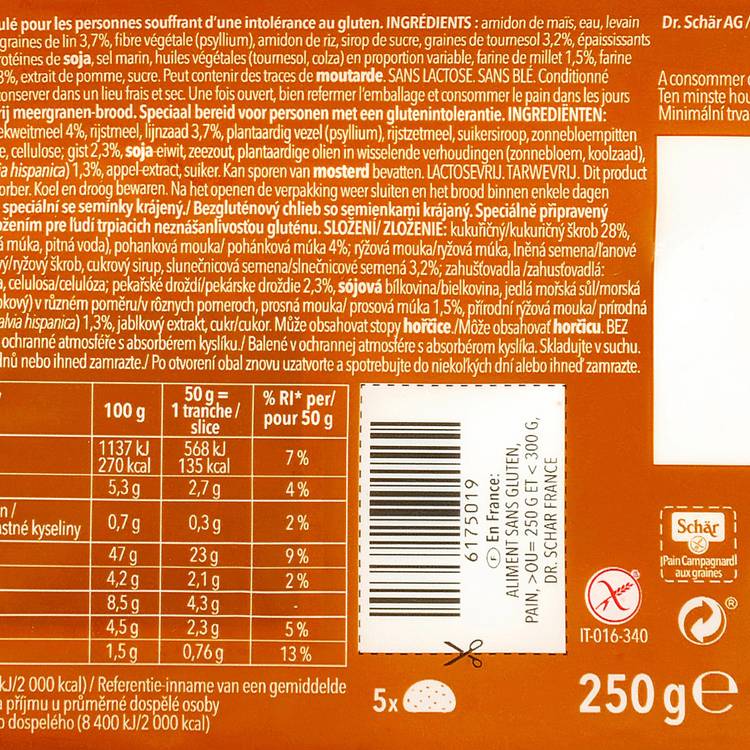 ulé pour les personnes souffrant d'une intolérance au gluten. INGRÉDIENTS : amidon de maïs, eau, levain
graines de lin 3,7%, fibre végétale (psyllium), amidon de riz, sirop de sucre, graines de tournesol 3,2%, épaississants
rotéines de soja, sel marin, huiles végétales (tournesol, colza) en proportion variable, farine de millet 1,5%, farine
3%, extrait de pomme, sucre. Peut contenir des traces de moutarde. SANS LACTOSE. SANS BLÉ. Conditionné
onserver dans un lieu frais et sec. Une fois ouvert, bien refermer l'emballage et consommer le pain dans les jours
rij meergranen-brood. Speciaal bereid voor personen met een glutenintolerantie. INGREDIËNTEN:
ekweitmeel 4%, rijstmeel, lijnzaad 3,7%, plantaardig vezel (psyllium), rijstzetmeel, suikersiroop, zonnebloempitten
e, cellulose; gist 2,3%, soja-eiwit, zeezout, plantaardige oliën in wisselende verhoudingen (zonnebloem, koolzaad),
ia hispanica) 1,3%, appel-extract, suiker. Kan sporen van mosterd bevatten. LACTOSEVRIJ. TARWEVRIJ. Dit product
orber. Koel en droog bewaren. Na het openen de verpakking weer sluiten en het brood binnen enkele dagen
speciální se semínky krájený./ Bezgluténový chlieb so semienkami krájaný. Speciálně připravený
ožením pre ľudí trpiacich neznášanlivosťou gluténu. SLOŽENÍ/ ZLOŽENIE: kukuřičný/kukuričný škrob 28%,
á múka, pitná voda), pohanková mouka/ pohánková múka 4%; rýžová mouka/ryžová múka, lněná semena/ľanové
vý/ryžový škrob, cukrový sirup, slunečnicová semena/slnečnicové semená 3,2%; zahušťovadla /zahusťovadlá:
a, celulosa/celulóza; pekařské droždí/pekárske droždie 2,3%, sójová bílkovina/bielkovina, jedlá mořská sůl/morská
okový) v různém poměru/v rôznych pomeroch, prosná mouka/ prosová múka 1,5%, přírodní rýžová mouka/ prírodná
alvia hispanica) 1,3%, jablkový extrakt, cukr/cukor. Může obsahovat stopy hořčice./Môže obsahovať horčicu. BEZ
ochranné atmosféře s absorbérem kyslíku./ Balené v ochrannej atmosfére s absorbérom kyslíka. Skladujte v suchu.
dnů nebo ihned zamrazte./ Po otvorení obal znovu uzatvorte a spotrebujte do niekoľkých dní alebo ihneď zamrazte.
Dr. Schär AG /
A consommer
Ten minste hou
Minimální trva
100 g 50 g = 1 tranche / slice % RI* per/ pour 50 g
1137 kJ 568 kJ 7 %
270 kcal 135 kcal
5,3 g 2,7 g 4 %
n /
astné kyseliny 0,7 g 0,3 g 2 %
47 g 23 g 9 %
4,2 g 2,1 g 2 %
8,5 g 4,3 g -
4,5 g 2,3 g 5 %
1,5 g 0,76 g 13 %
kJ/2 000 kcal) / Referentie-inname van een gemiddelde
a příjmu u průměrné dospělé osoby
o dospelého (8 400 kJ/2 000 kcal)
6175019
F En France:
ALIMENT SANS GLUTEN,
PAIN, >OU= 250 G ET < 300 G,
DR. SCHAR FRANCE
5x
Schär
Pain Campagnard
aux graines
IT-016-340
®
250 g e